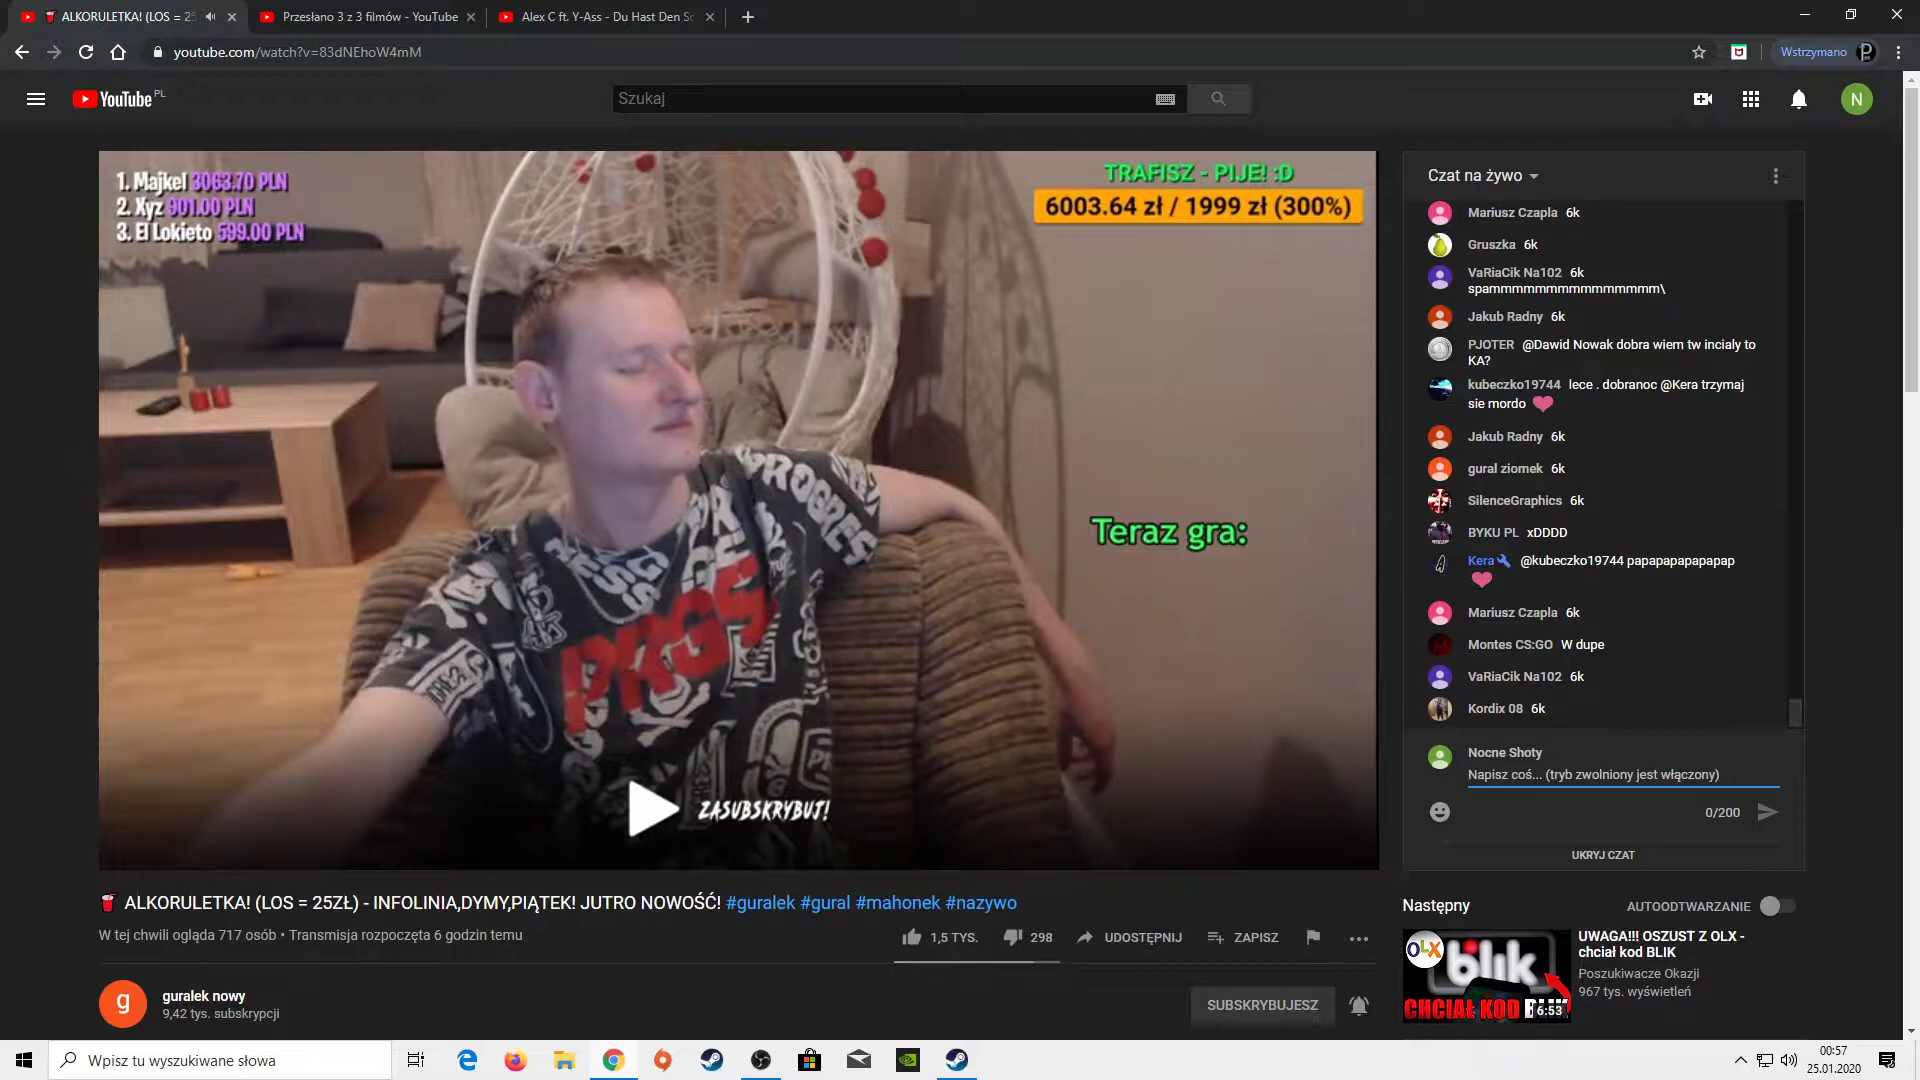 ALKORULETKA! (LOS = 25
Przesłano 3 z 3 filmów - YouTube
Alex C ft. Y-Ass - Du Hast Den Sc
youtube.com/watch?v=83dNEhoW4mM
Wstrzymano
YouTube PL
Szukaj
N
1. Majkel 3063.70 PLN
2. Xyz 901.00 PLN
3. El Lokieto 599.00 PLN
TRAFISZ - PIJE! :D
6003.64 zł / 1999 zł (300%)
Teraz gra:
PROGRES
PRGS
ZASUBSKRYBUJ!
Czat na żywo
Mariusz Czapla 6k
Gruszka 6k
VaRiaCik Na102 6k
spammmmmmmmmmmmmmmm\
Jakub Radny 6k
PJOTER @Dawid Nowak dobra wiem tw incialy to
KA?
kubeczko19744 lece . dobranoc @Kera trzymaj
sie mordo
Jakub Radny 6k
gural ziomek 6k
SilenceGraphics 6k
BYKU PL xDDDD
Kera @kubeczko19744 papapapapapapap
Mariusz Czapla 6k
Montes CS:GO W dupe
VaRiaCik Na102 6k
Kordix 08 6k
Nocne Shoty
Napisz coś... (tryb zwolniony jest włączony)
0/200
UKRYJ CZAT
ALKORULETKA! (LOS = 25ZŁ) - INFOLINIA,DYMY,PIĄTEK! JUTRO NOWOŚĆ! #guralek #gural #mahonek #nazywo
W tej chwili ogląda 717 osób • Transmisja rozpoczęta 6 godzin temu
1,5 TYS. 298 UDOSTĘPNIJ ZAPISZ
g
guralek nowy
9,42 tys. subskrypcji
SUBSKRYBUJESZ
Następny
AUTOODTWARZANIE
OLX
blik
CHCIAŁ KOD
6:53
UWAGA!!! OSZUST Z OLX -
chciał kod BLIK
Poszukiwacze Okazji
967 tys. wyświetleń
Wpisz tu wyszukiwane słowa
00:57
25.01.2020